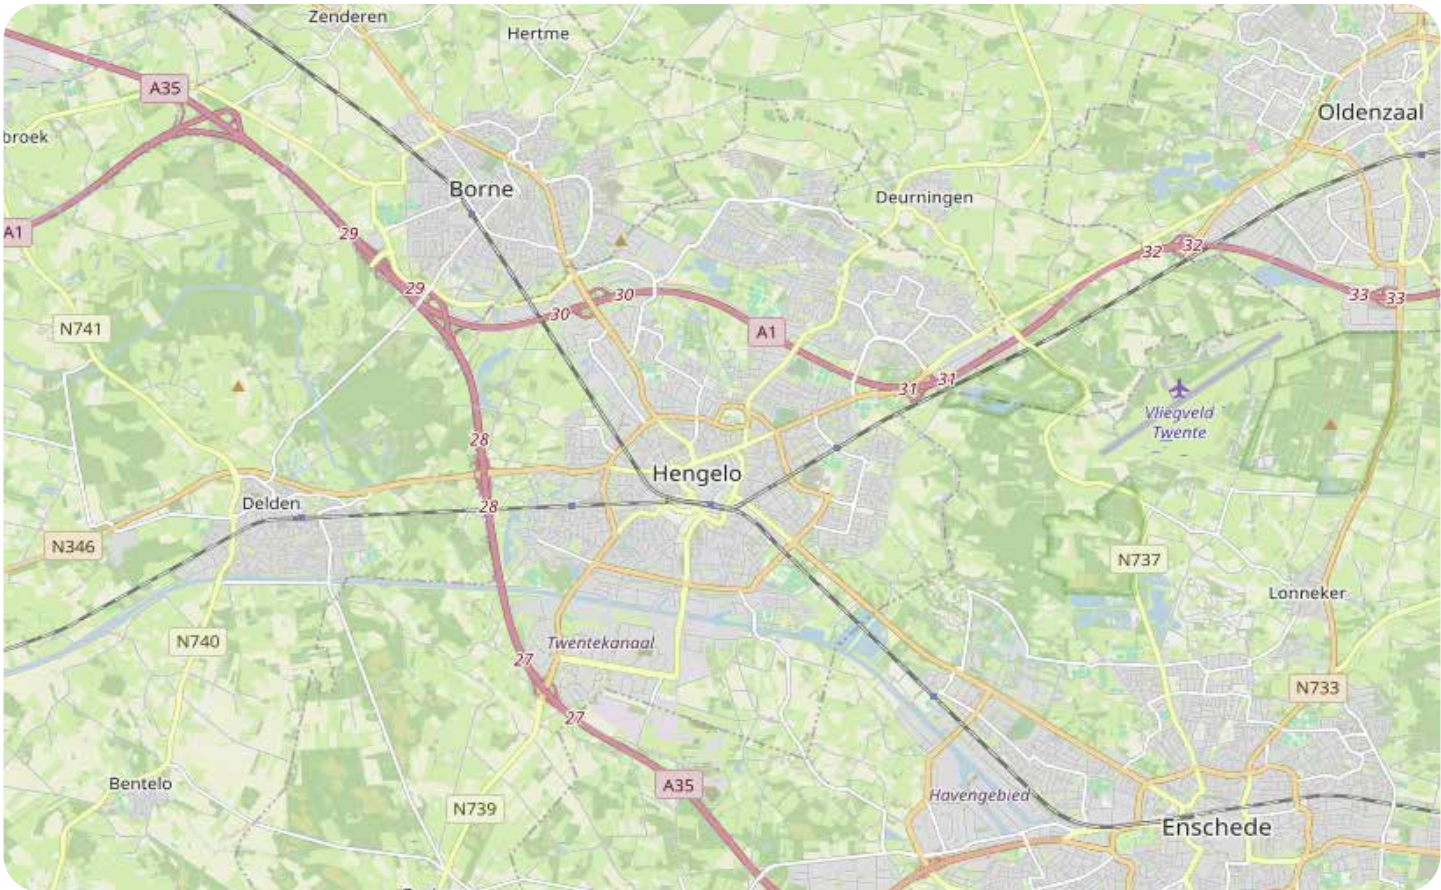 Zenderen
Hertme
A35
Oldenzaal
broek
Borne
Deurningen
A1
29
32
32
29
30
30
33
33
N741
A1
31
31
Vliegveld
Twente
28
Hengelo
Delden
28
N346
N737
Lonneker
N740
Twentekanaal
27
N733
27
Bentelo
A35
Havengebied
N739
Enschede